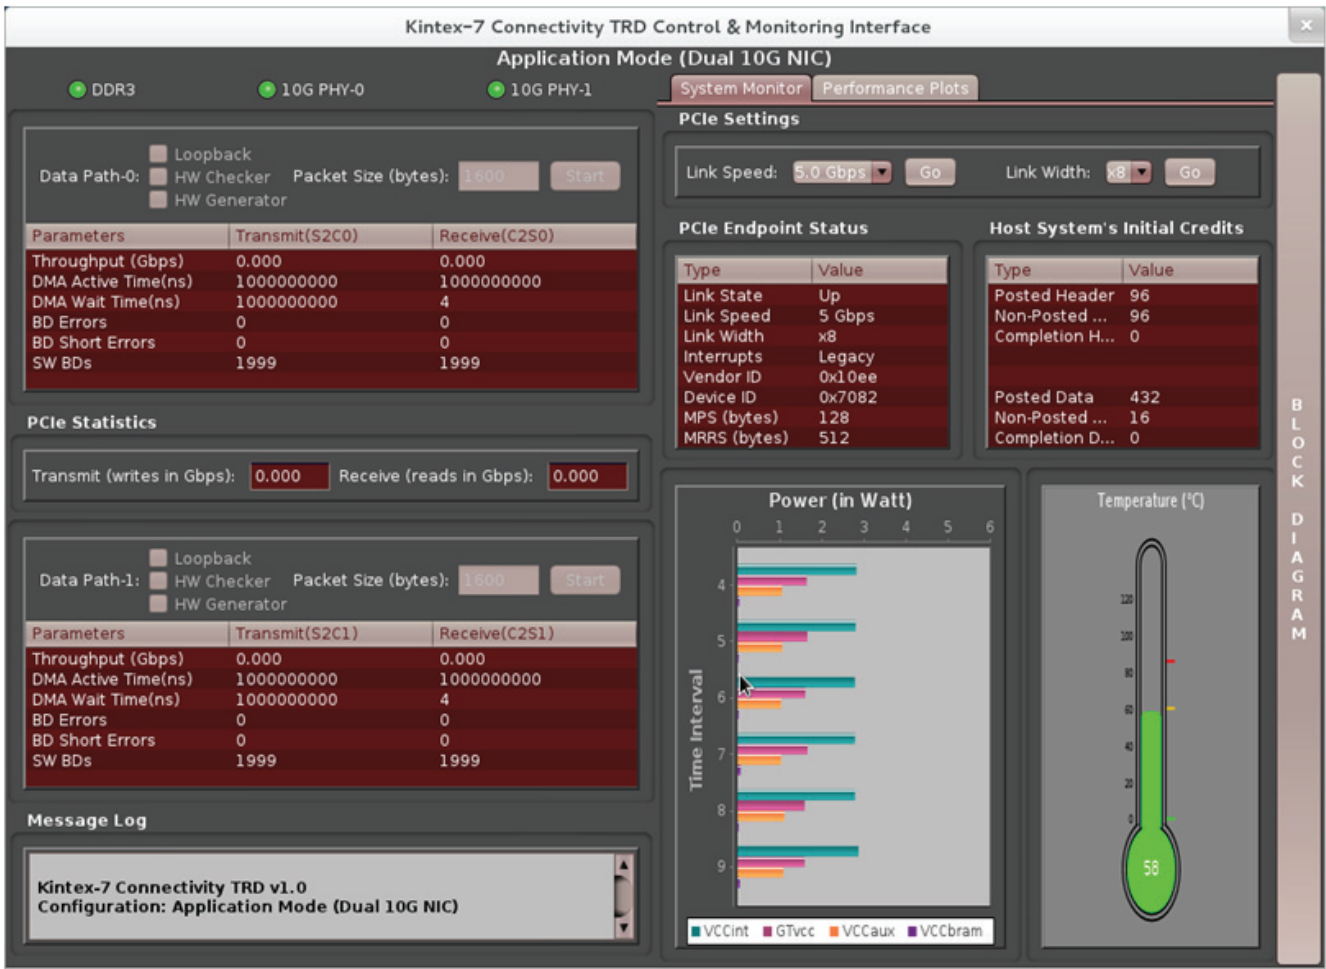 Kintex-7 Connectivity TRD Control & Monitoring Interface
×
Application Mode (Dual 10G NIC)
DDR3 10G PHY-0 10G PHY-1
System Monitor Performance Plots
Loopback
Data Path-0: HW Checker Packet Size (bytes): 1600 Start
HW Generator
Parameters Transmit(S2C0) Receive(C2S0)
Throughput (Gbps) 0.000 0.000
DMA Active Time(ns) 1000000000 1000000000
DMA Wait Time(ns) 1000000000 4
BD Errors 0 0
BD Short Errors 0 0
SW BDs 1999 1999
PCIe Statistics
Transmit (writes in Gbps): 0.000 Receive (reads in Gbps): 0.000
Loopback
Data Path-1: HW Checker Packet Size (bytes): 1600 Start
HW Generator
Parameters Transmit(S2C1) Receive(C2S1)
Throughput (Gbps) 0.000 0.000
DMA Active Time(ns) 1000000000 1000000000
DMA Wait Time(ns) 1000000000 4
BD Errors 0 0
BD Short Errors 0 0
SW BDs 1999 1999
Message Log
Kintex-7 Connectivity TRD v1.0
Configuration: Application Mode (Dual 10G NIC)
PCIe Settings
Link Speed: 5.0 Gbps Go Link Width: x8 Go
PCIe Endpoint Status
Type Value
Link State Up
Link Speed 5 Gbps
Link Width x8
Interrupts Legacy
Vendor ID 0x10ee
Device ID 0x7082
MPS (bytes) 128
MRRS (bytes) 512
Host System's Initial Credits
Type Value
Posted Header 96
Non-Posted ... 96
Completion H... 0
Posted Data 432
Non-Posted ... 16
Completion D... 0
Power (in Watt)
0 1 2 3 4 5 6
Time Interval
4
5
6
7
8
9
VCCint GTvcc VCCaux VCCbram
Temperature (°C)
120
100
80
60
40
20
0
58
BLOCK DIAGRAM